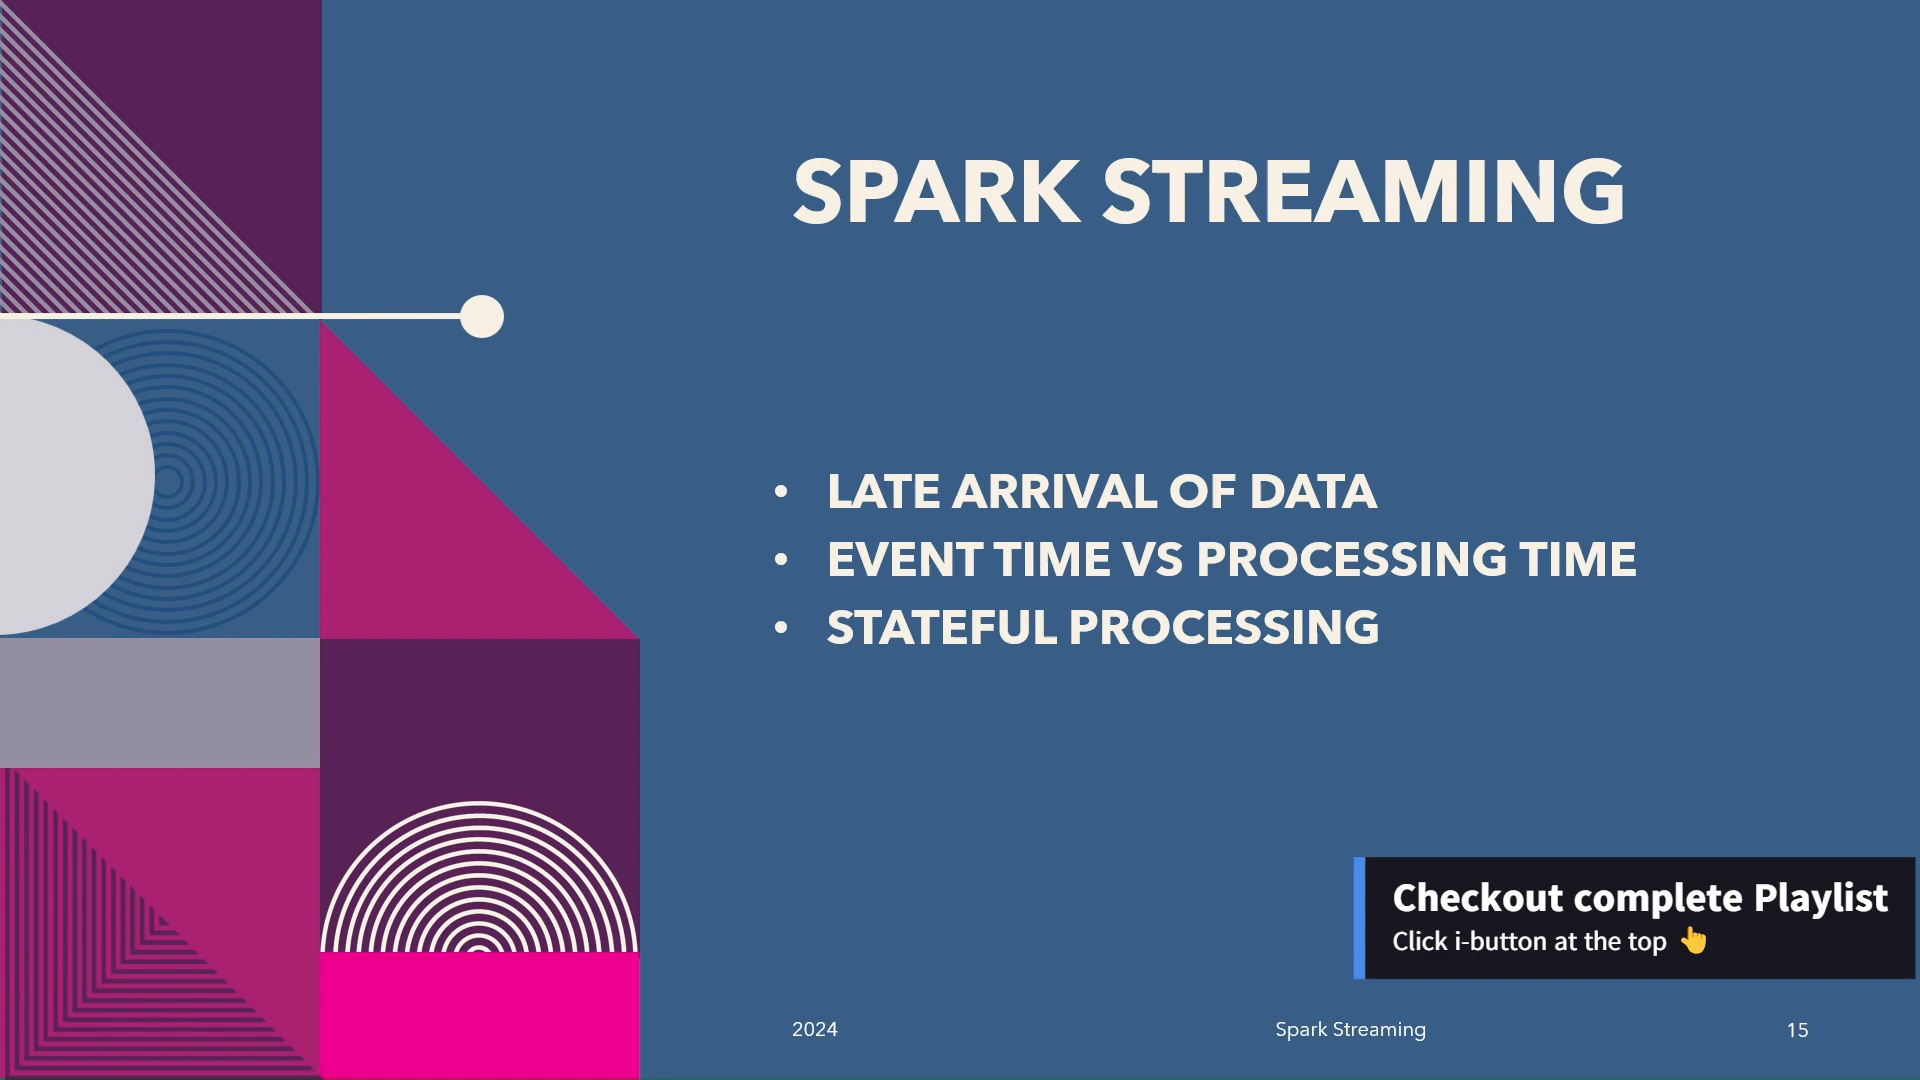 SPARK STREAMING
• LATE ARRIVAL OF DATA
• EVENT TIME VS PROCESSING TIME
• STATEFUL PROCESSING
Checkout complete Playlist
Click i-button at the top 👆
2024 Spark Streaming 15